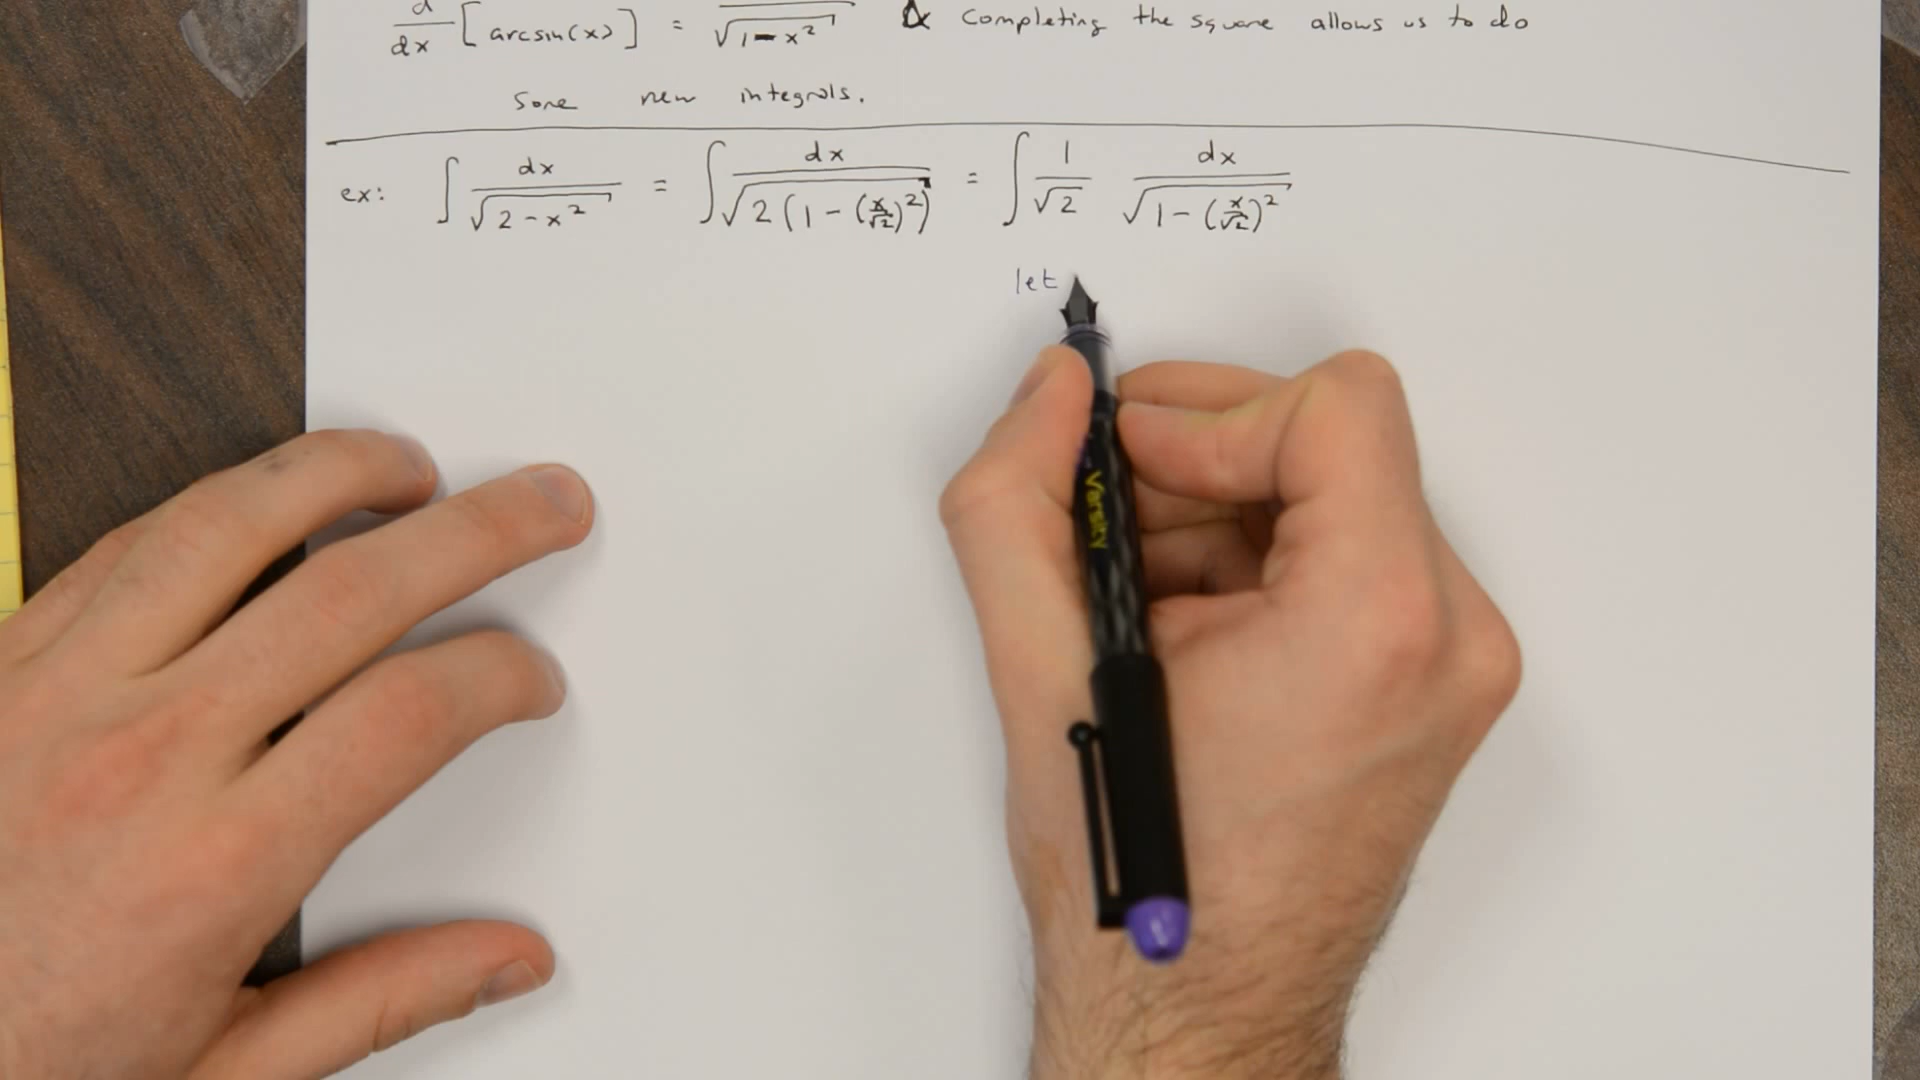 d/dx [arcsin(x)] = /√(1-x²) & Completing the square allows us to do
some new integrals.
ex: ∫ dx/√(2-x²) = ∫ dx/√(2(1-(x/√2)²)) = ∫ 1/√2 dx/√(1-(x/√2)²)
let
Varsity